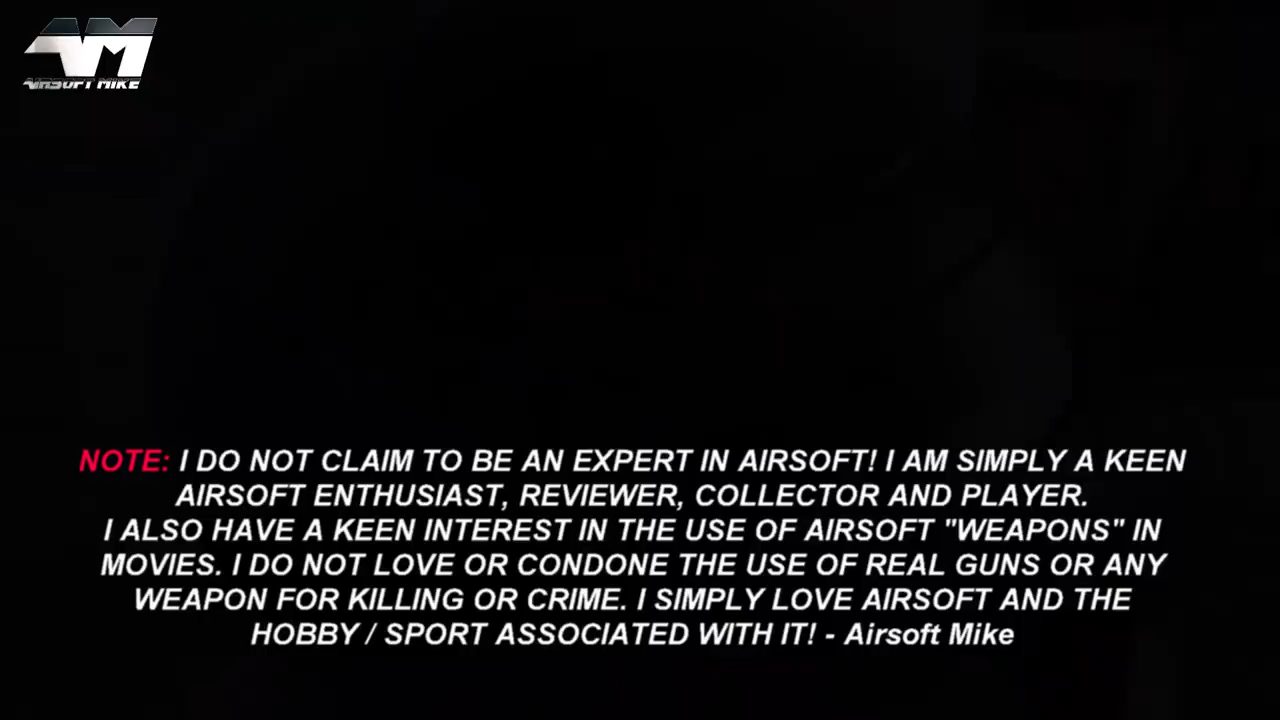 AM
AIRSOFT MIKE
NOTE: I DO NOT CLAIM TO BE AN EXPERT IN AIRSOFT! I AM SIMPLY A KEEN
AIRSOFT ENTHUSIAST, REVIEWER, COLLECTOR AND PLAYER.
I ALSO HAVE A KEEN INTEREST IN THE USE OF AIRSOFT "WEAPONS" IN
MOVIES. I DO NOT LOVE OR CONDONE THE USE OF REAL GUNS OR ANY
WEAPON FOR KILLING OR CRIME. I SIMPLY LOVE AIRSOFT AND THE
HOBBY / SPORT ASSOCIATED WITH IT! - Airsoft Mike